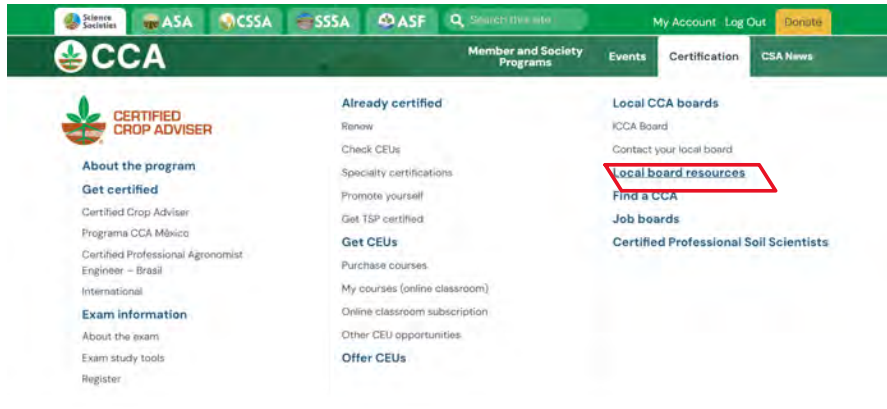 Science
Societies
ASA
CSSA
SSSA
ASF
Search this site
My Account Log Out Donate
CCA
Member and Society
Programs
Events
Certification
CSA News
CERTIFIED
CROP ADVISER
About the program
Get certified
Certified Crop Adviser
Programa CCA México
Certified Professional Agronomist
Engineer – Brasil
International
Exam information
About the exam
Exam study tools
Register
Already certified
Renew
Check CEUs
Specialty certifications
Promote yourself
Get TSP certified
Get CEUs
Purchase courses
My courses (online classroom)
Online classroom subscription
Other CEU opportunities
Offer CEUs
Local CCA boards
ICCA Board
Contact your local board
Local board resources
Find a CCA
Job boards
Certified Professional Soil Scientists